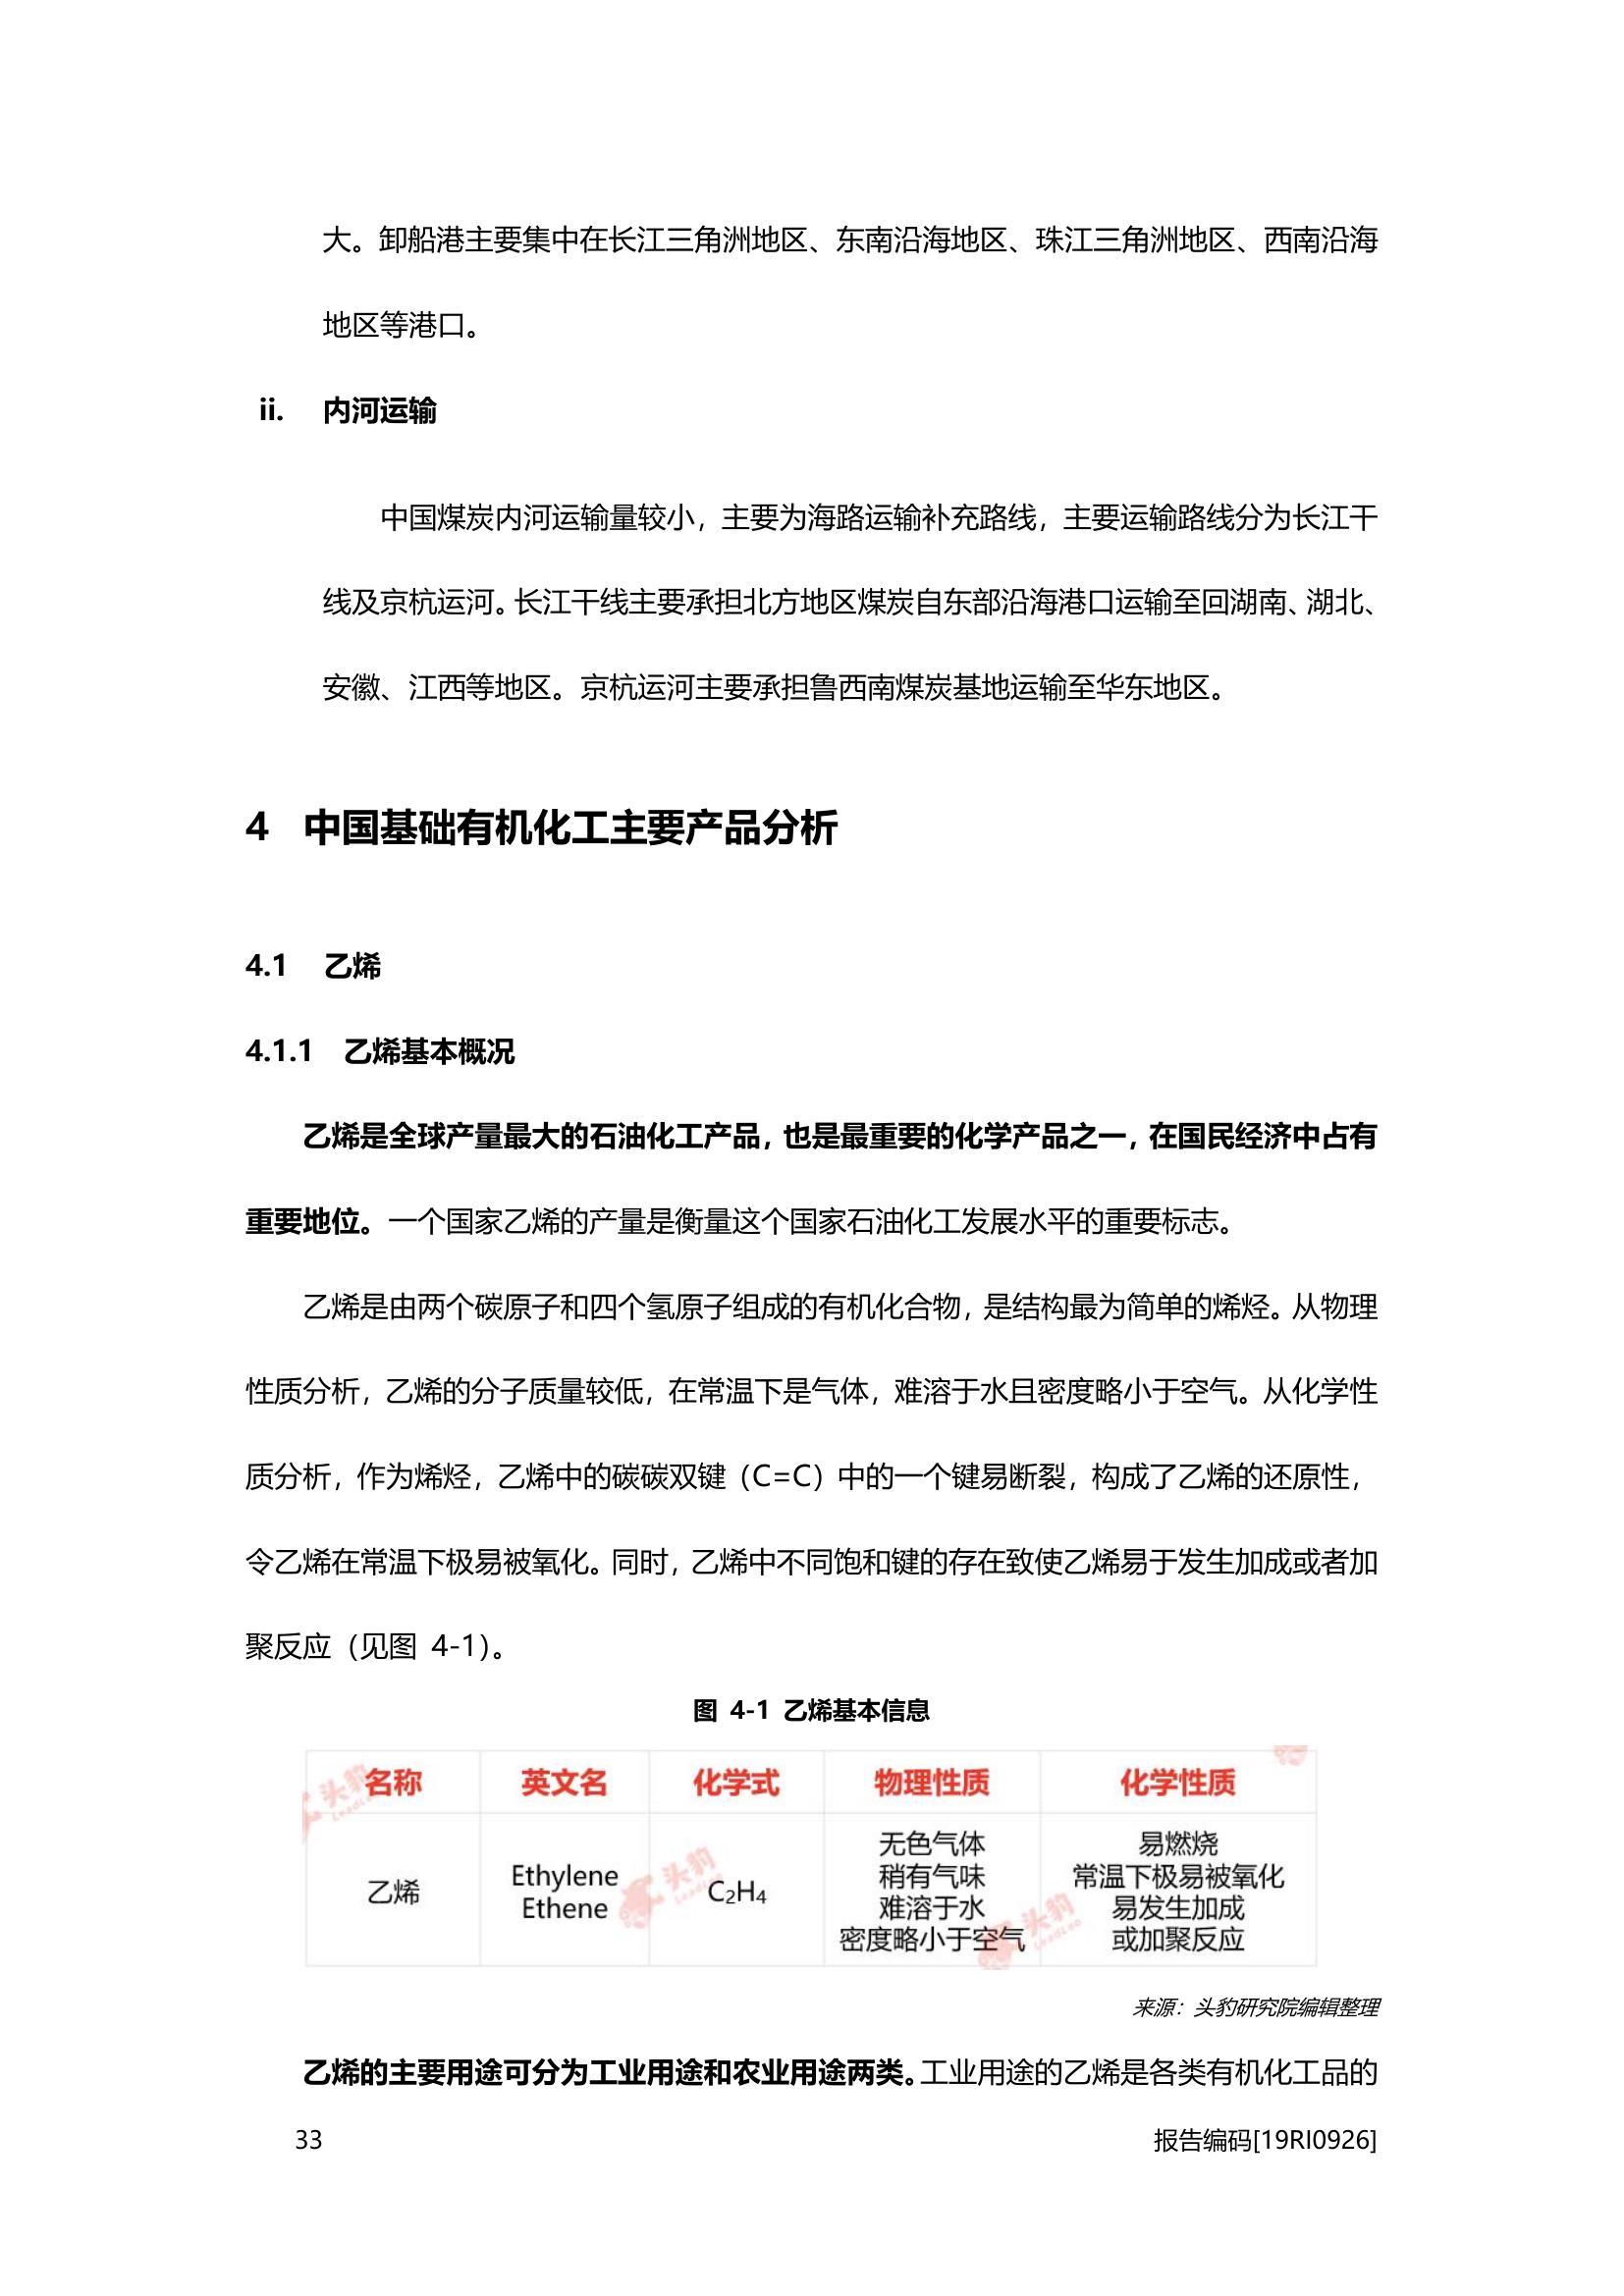 大。卸船港主要集中在长江三角洲地区、东南沿海地区、珠江三角洲地区、西南沿海
地区等港口。
ii. 内河运输
中国煤炭内河运输量较小，主要为海路运输补充路线，主要运输路线分为长江干
线及京杭运河。长江干线主要承担北方地区煤炭自东部沿海港口运输至回湖南、湖北、
安徽、江西等地区。京杭运河主要承担鲁西南煤炭基地运输至华东地区。
4 中国基础有机化工主要产品分析
4.1 乙烯
4.1.1 乙烯基本概况
乙烯是全球产量最大的石油化工产品，也是最重要的化学产品之一，在国民经济中占有
重要地位。一个国家乙烯的产量是衡量这个国家石油化工发展水平的重要标志。
乙烯是由两个碳原子和四个氢原子组成的有机化合物，是结构最为简单的烯烃。从物理
性质分析，乙烯的分子质量较低，在常温下是气体，难溶于水且密度略小于空气。从化学性
质分析，作为烯烃，乙烯中的碳碳双键（C=C）中的一个键易断裂，构成了乙烯的还原性，
令乙烯在常温下极易被氧化。同时，乙烯中不同饱和键的存在致使乙烯易于发生加成或者加
聚反应（见图 4-1）。
图 4-1 乙烯基本信息
名称 英文名 化学式 物理性质 化学性质
乙烯
Ethylene
Ethene
C₂H₄
无色气体
稍有气味
难溶于水
密度略小于空气
易燃烧
常温下极易被氧化
易发生加成
或加聚反应
头豹
LeadLeo
头豹
LeadLeo
头豹
LeadLeo
来源：头豹研究院编辑整理
乙烯的主要用途可分为工业用途和农业用途两类。工业用途的乙烯是各类有机化工品的
33 报告编码[19RI0926]